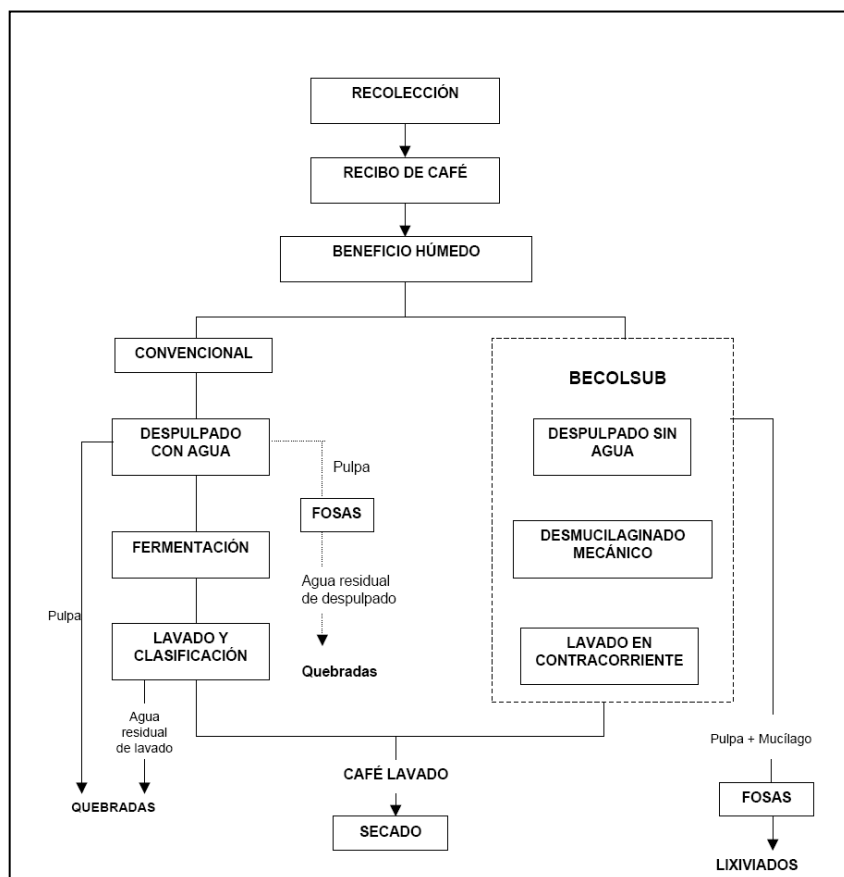 RECOLECCIÓN
RECIBO DE CAFÉ
BENEFICIO HÚMEDO
CONVENCIONAL
DESPULPADO
CON AGUA
Pulpa
FOSAS
FERMENTACIÓN
Agua residual
de despulpado
Pulpa
LAVADO Y
CLASIFICACIÓN
Quebradas
Agua
residual
de lavado
QUEBRADAS
BECOLSUB
DESPULPADO SIN
AGUA
DESMUCILAGINADO
MECÁNICO
LAVADO EN
CONTRACORRIENTE
Pulpa + Mucílago
FOSAS
LIXIVIADOS
CAFÉ LAVADO
SECADO